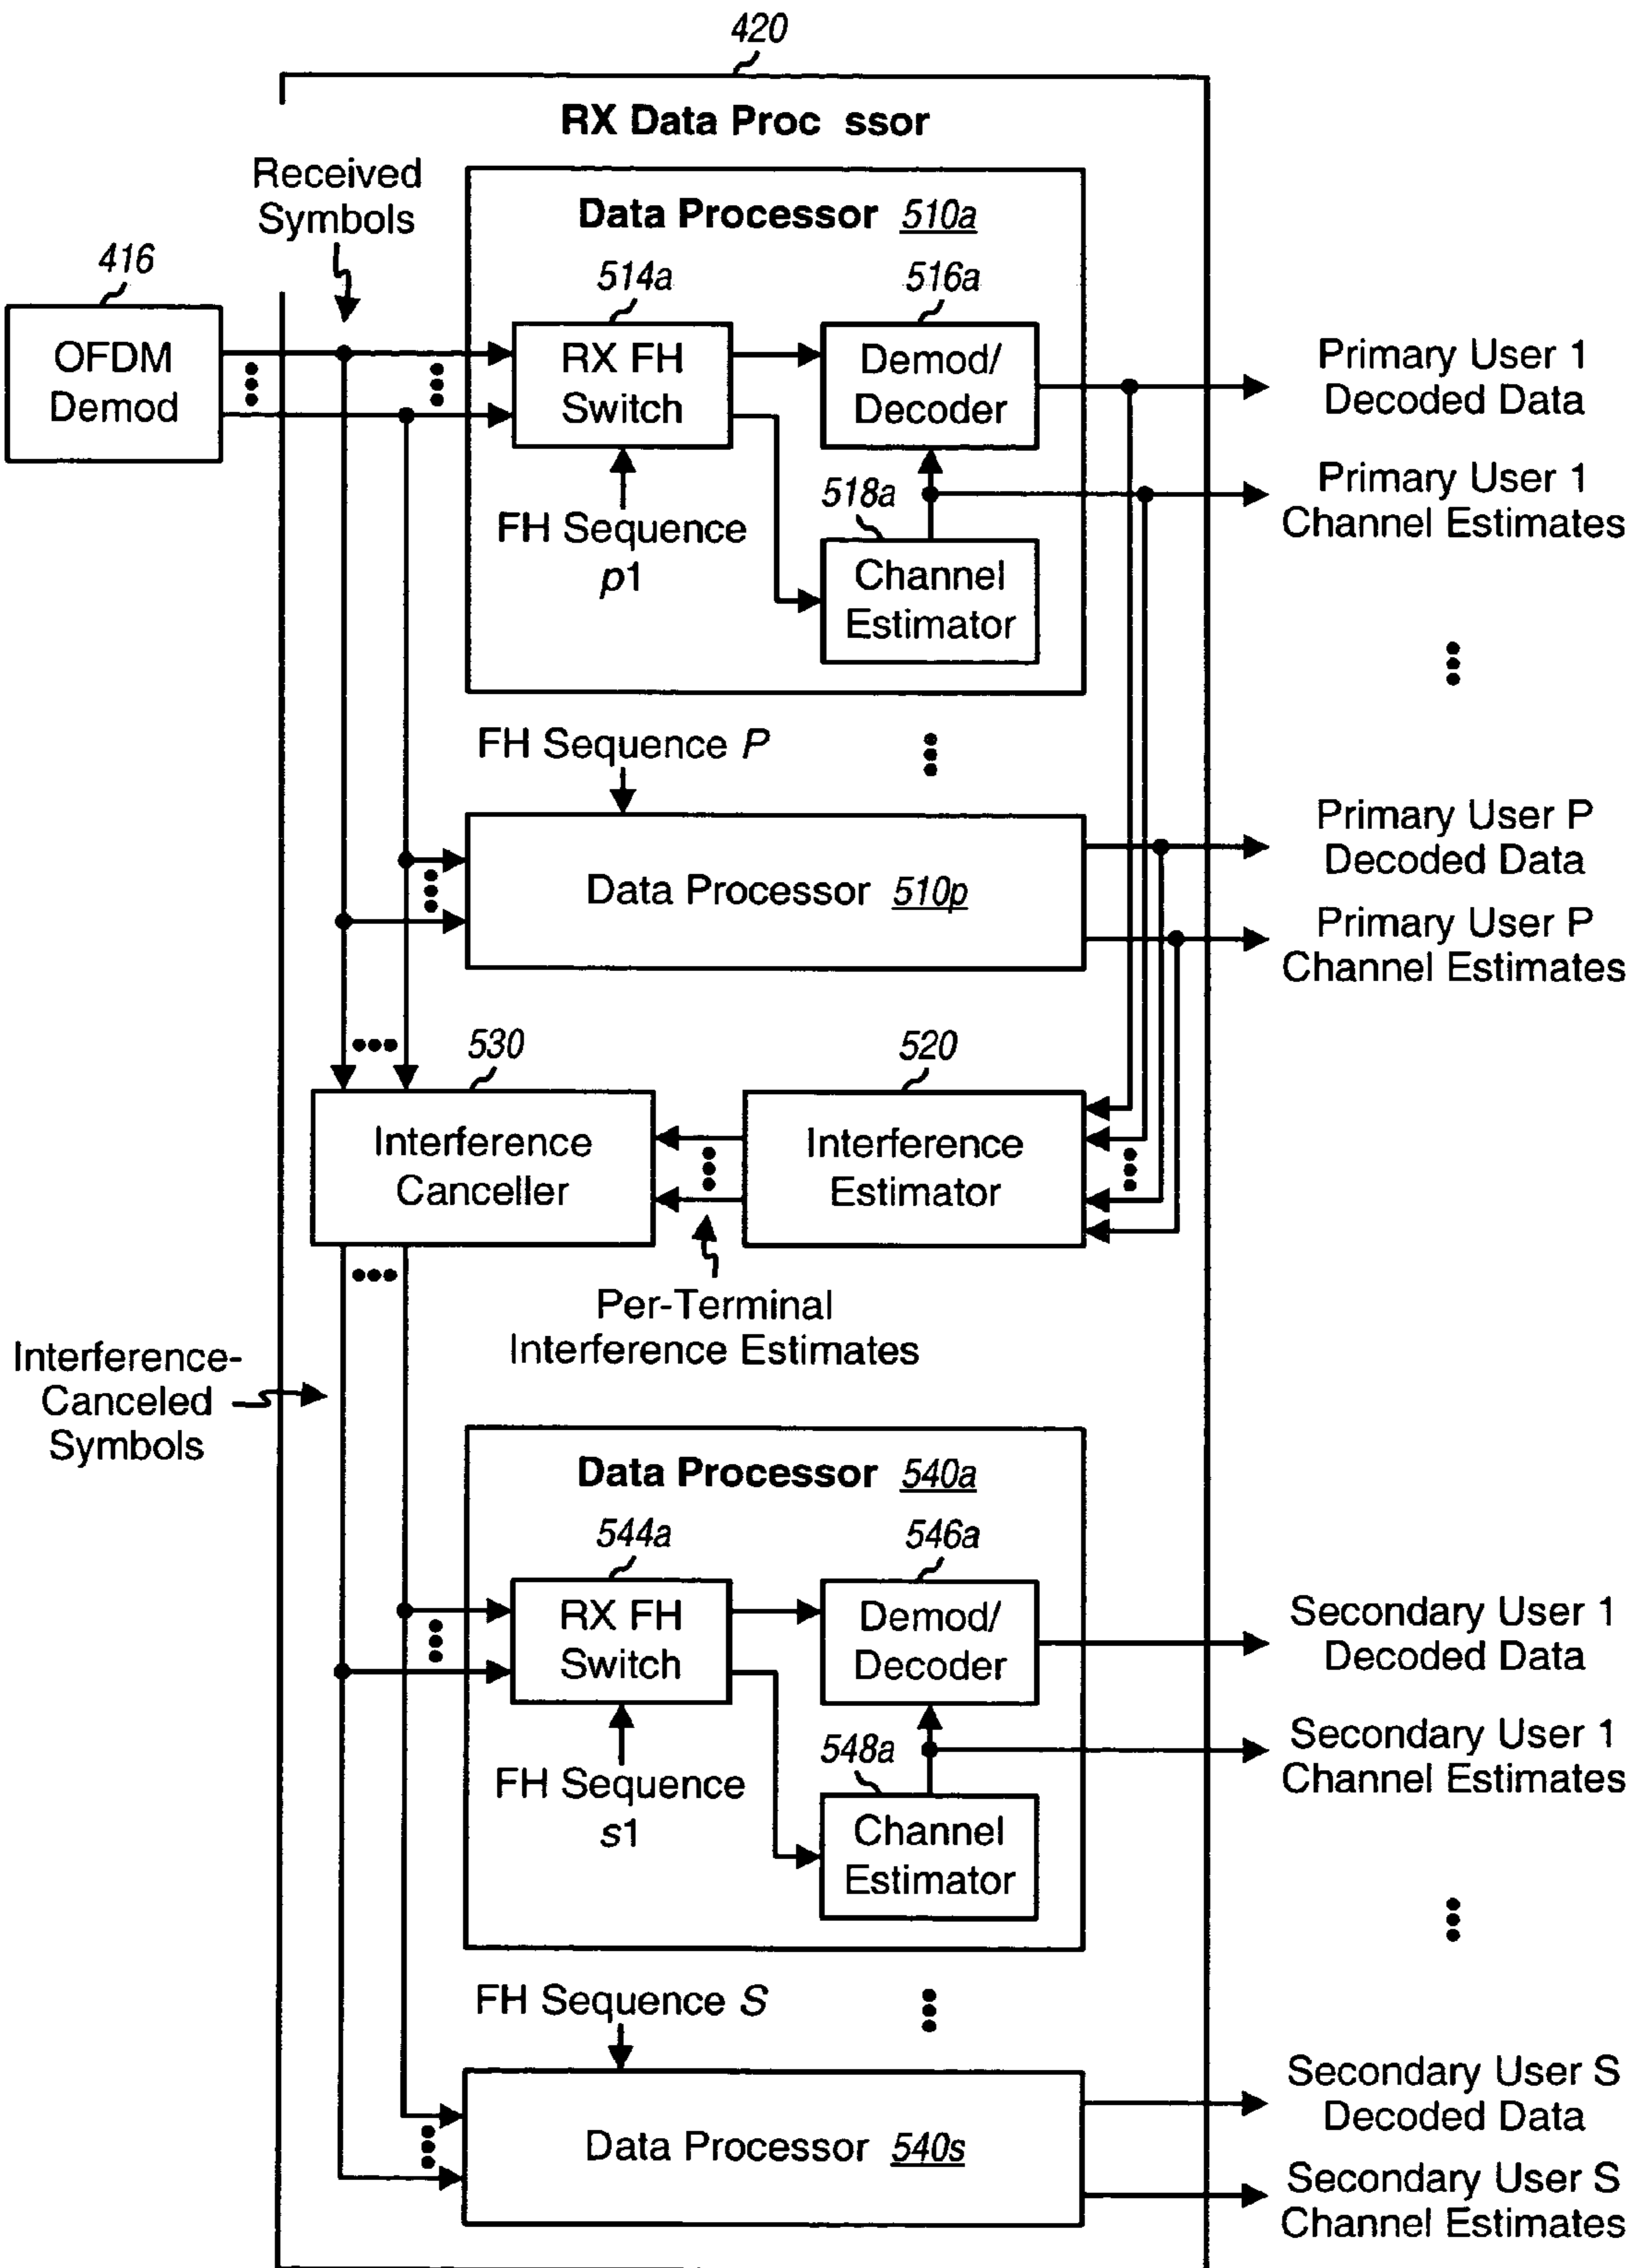 420
RX Data Proc ssor
Received
Symbols
Data Processor 510a
416
514a
516a
OFDM
Demod
RX FH
Switch
Demod/
Decoder
Primary User 1
Decoded Data
518a
Primary User 1
Channel Estimates
FH Sequence
p1
Channel
Estimator
FH Sequence P
Data Processor 510p
Primary User P
Decoded Data
Primary User P
Channel Estimates
530
520
Interference
Canceller
Interference
Estimator
Per-Terminal
Interference Estimates
Interference-
Canceled
Symbols
Data Processor 540a
544a
546a
RX FH
Switch
Demod/
Decoder
Secondary User 1
Decoded Data
548a
Secondary User 1
Channel Estimates
FH Sequence
s1
Channel
Estimator
FH Sequence S
Data Processor 540s
Secondary User S
Decoded Data
Secondary User S
Channel Estimates